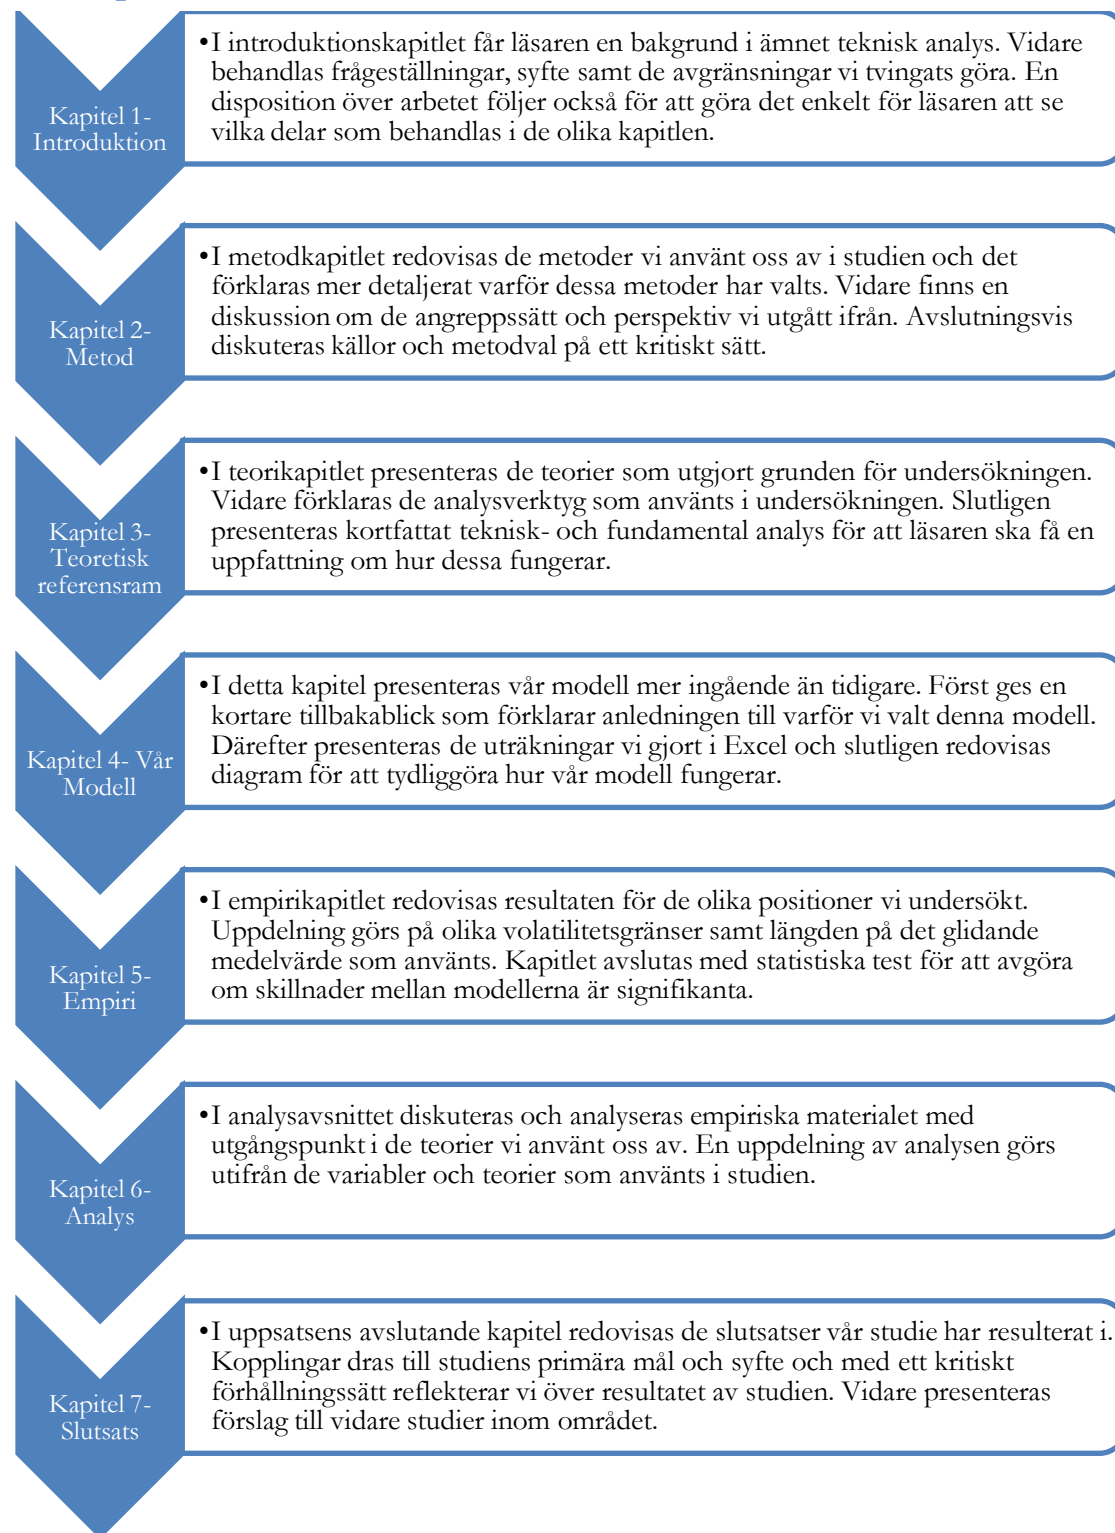 Kapitel 1-
Introduktion
•I introduktionskapitlet får läsaren en bakgrund i ämnet teknisk analys. Vidare
behandlas frågeställningar, syfte samt de avgränsningar vi tvingats göra. En
disposition över arbetet följer också för att göra det enkelt för läsaren att se
vilka delar som behandlas i de olika kapitlen.
Kapitel 2-
Metod
•I metodkapitlet redovisas de metoder vi använt oss av i studien och det
förklaras mer detaljerat varför dessa metoder har valts. Vidare finns en
diskussion om de angreppssätt och perspektiv vi utgått ifrån. Avslutningsvis
diskuteras källor och metodval på ett kritiskt sätt.
Kapitel 3-
Teoretisk
referensram
•I teorikapitlet presenteras de teorier som utgjort grunden för undersökningen.
Vidare förklaras de analysverktyg som använts i undersökningen. Slutligen
presenteras kortfattat teknisk- och fundamental analys för att läsaren ska få en
uppfattning om hur dessa fungerar.
Kapitel 4- Vår
Modell
•I detta kapitel presenteras vår modell mer ingående än tidigare. Först ges en
kortare tillbakablick som förklarar anledningen till varför vi valt denna modell.
Därefter presenteras de uträkningar vi gjort i Excel och slutligen redovisas
diagram för att tydliggöra hur vår modell fungerar.
Kapitel 5-
Empiri
•I empirikapitlet redovisas resultaten för de olika positioner vi undersökt.
Uppdelning görs på olika volatilitetsgränser samt längden på det glidande
medelvärde som använts. Kapitlet avslutas med statistiska test för att avgöra
om skillnader mellan modellerna är signifikanta.
Kapitel 6-
Analys
•I analysavsnittet diskuteras och analyseras empiriska materialet med
utgångspunkt i de teorier vi använt oss av. En uppdelning av analysen görs
utifrån de variabler och teorier som använts i studien.
Kapitel 7-
Slutsats
•I uppsatsens avslutande kapitel redovisas de slutsatser vår studie har resulterat i.
Kopplingar dras till studiens primära mål och syfte och med ett kritiskt
förhållningssätt reflekterar vi över resultatet av studien. Vidare presenteras
förslag till vidare studier inom området.